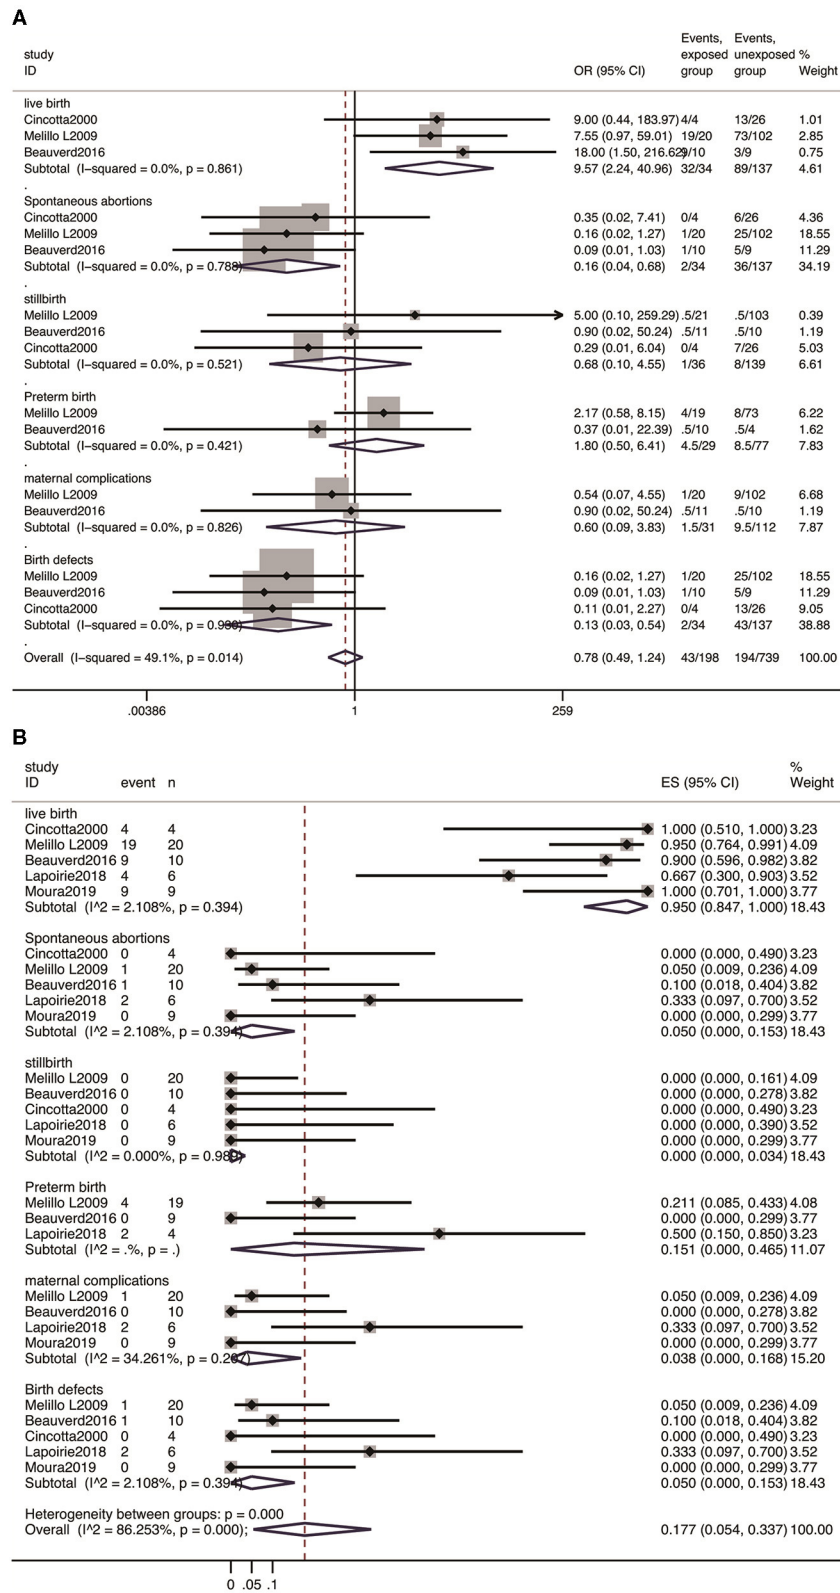 A
Events, Events,
study exposed unexposed %
ID OR (95% CI) group group Weight
live birth
Cincotta2000 9.00 (0.44, 183.97) 4/4 13/26 1.01
Melillo L2009 7.55 (0.97, 59.01) 19/20 73/102 2.85
Beauverd2016 18.00 (1.50, 216.62) 9/10 3/9 0.75
Subtotal (I-squared = 0.0%, p = 0.861) 9.57 (2.24, 40.96) 32/34 89/137 4.61
.
Spontaneous abortions
Cincotta2000 0.35 (0.02, 7.41) 0/4 6/26 4.36
Melillo L2009 0.16 (0.02, 1.27) 1/20 25/102 18.55
Beauverd2016 0.09 (0.01, 1.03) 1/10 5/9 11.29
Subtotal (I-squared = 0.0%, p = 0.788) 0.16 (0.04, 0.68) 2/34 36/137 34.19
.
stillbirth
Melillo L2009 5.00 (0.10, 259.29) .5/21 .5/103 0.39
Beauverd2016 0.90 (0.02, 50.24) .5/11 .5/10 1.19
Cincotta2000 0.29 (0.01, 6.04) 0/4 7/26 5.03
Subtotal (I-squared = 0.0%, p = 0.521) 0.68 (0.10, 4.55) 1/36 8/139 6.61
.
Preterm birth
Melillo L2009 2.17 (0.58, 8.15) 4/19 8/73 6.22
Beauverd2016 0.37 (0.01, 22.39) .5/10 .5/4 1.62
Subtotal (I-squared = 0.0%, p = 0.421) 1.80 (0.50, 6.41) 4.5/29 8.5/77 7.83
.
maternal complications
Melillo L2009 0.54 (0.07, 4.55) 1/20 9/102 6.68
Beauverd2016 0.90 (0.02, 50.24) .5/11 .5/10 1.19
Subtotal (I-squared = 0.0%, p = 0.826) 0.60 (0.09, 3.83) 1.5/31 9.5/112 7.87
.
Birth defects
Melillo L2009 0.16 (0.02, 1.27) 1/20 25/102 18.55
Beauverd2016 0.09 (0.01, 1.03) 1/10 5/9 11.29
Cincotta2000 0.11 (0.01, 2.27) 0/4 13/26 9.05
Subtotal (I-squared = 0.0%, p = 0.13 (0.03, 0.54) 2/34 43/137 38.88
.
Overall (I-squared = 49.1%, p = 0.014) 0.78 (0.49, 1.24) 43/198 194/739 100.00
.00386 1 259
B
study %
ID event n ES (95% CI) Weight
live birth
Cincotta2000 4 4 1.000 (0.510, 1.000) 3.23
Melillo L2009 19 20 0.950 (0.764, 0.991) 4.09
Beauverd2016 9 10 0.900 (0.596, 0.982) 3.82
Lapoirie2018 4 6 0.667 (0.300, 0.903) 3.52
Moura2019 9 9 1.000 (0.701, 1.000) 3.77
Subtotal (I^2 = 2.108%, p = 0.394) 0.950 (0.847, 1.000) 18.43
Spontaneous abortions
Cincotta2000 0 4 0.000 (0.000, 0.490) 3.23
Melillo L2009 1 20 0.050 (0.009, 0.236) 4.09
Beauverd2016 1 10 0.100 (0.018, 0.404) 3.82
Lapoirie2018 2 6 0.333 (0.097, 0.700) 3.52
Moura2019 0 9 0.000 (0.000, 0.299) 3.77
Subtotal (I^2 = 2.108%, p = 0.394) 0.050 (0.000, 0.153) 18.43
stillbirth
Melillo L2009 0 20 0.000 (0.000, 0.161) 4.09
Beauverd2016 0 10 0.000 (0.000, 0.278) 3.82
Cincotta2000 0 4 0.000 (0.000, 0.490) 3.23
Lapoirie2018 0 6 0.000 (0.000, 0.390) 3.52
Moura2019 0 9 0.000 (0.000, 0.299) 3.77
Subtotal (I^2 = 0.000%, p = 0.000 (0.000, 0.034) 18.43
Preterm birth
Melillo L2009 4 19 0.211 (0.085, 0.433) 4.08
Beauverd2016 0 9 0.000 (0.000, 0.299) 3.77
Lapoirie2018 2 4 0.500 (0.150, 0.850) 3.23
Subtotal (I^2 = .%, p = .) 0.151 (0.000, 0.465) 11.07
maternal complications
Melillo L2009 1 20 0.050 (0.009, 0.236) 4.09
Beauverd2016 0 10 0.000 (0.000, 0.278) 3.82
Lapoirie2018 2 6 0.333 (0.097, 0.700) 3.52
Moura2019 0 9 0.000 (0.000, 0.299) 3.77
Subtotal (I^2 = 34.261%, p = 0.038 (0.000, 0.168) 15.20
Birth defects
Melillo L2009 1 20 0.050 (0.009, 0.236) 4.09
Beauverd2016 1 10 0.100 (0.018, 0.404) 3.82
Cincotta2000 0 4 0.000 (0.000, 0.490) 3.23
Lapoirie2018 2 6 0.333 (0.097, 0.700) 3.52
Moura2019 0 9 0.000 (0.000, 0.299) 3.77
Subtotal (I^2 = 2.108%, p = 0.394) 0.050 (0.000, 0.153) 18.43
Heterogeneity between groups: p = 0.000
Overall (I^2 = 86.253%, p = 0.000); 0.177 (0.054, 0.337) 100.00
0 .05 .1